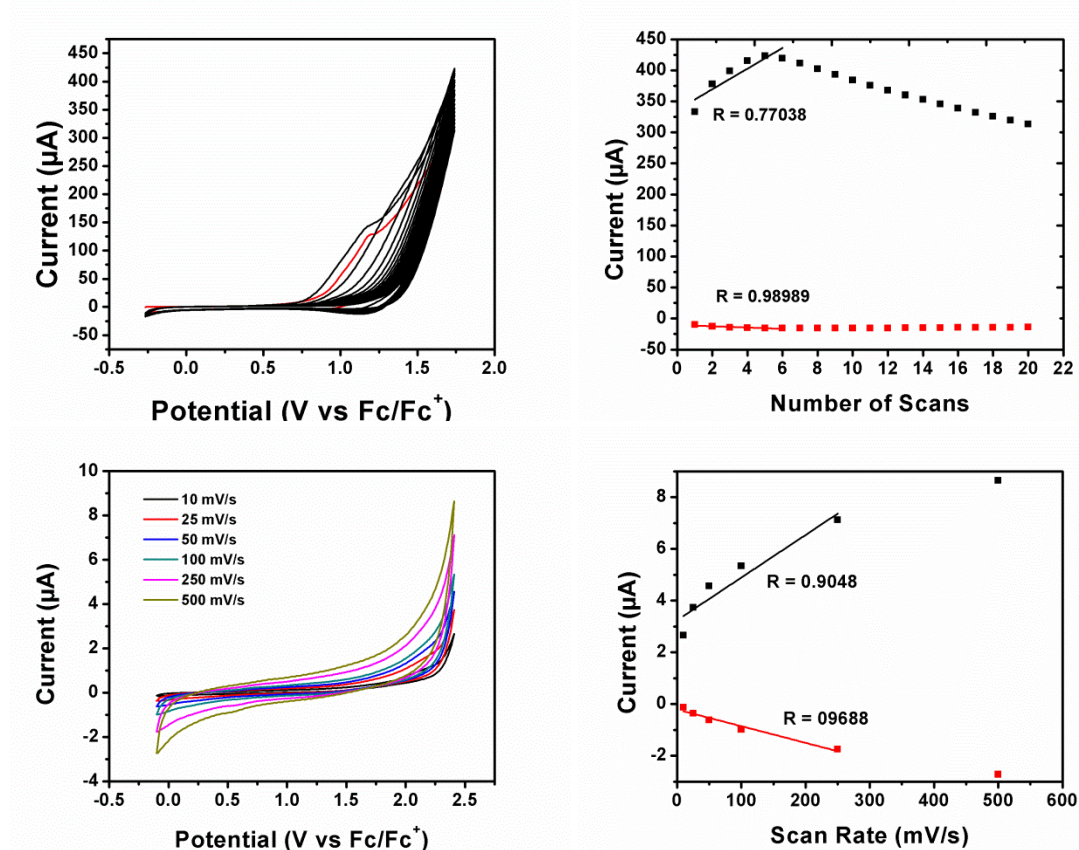 450
400
350
300
250
200
150
100
50
0
-50
Current (µA)
-0.5 0.0 0.5 1.0 1.5 2.0
Potential (V vs Fc/Fc⁺)
450
400
350
300
250
200
150
100
50
0
-50
Current (µA)
R = 0.77038
R = 0.98989
0 2 4 6 8 10 12 14 16 18 20 22
Number of Scans
10
8
6
4
2
0
-2
-4
Current (µA)
10 mV/s
25 mV/s
50 mV/s
100 mV/s
250 mV/s
500 mV/s
-0.5 0.0 0.5 1.0 1.5 2.0 2.5
Potential (V vs Fc/Fc⁺)
8
6
4
2
0
-2
Current (µA)
R = 0.9048
R = 09688
0 100 200 300 400 500 600
Scan Rate (mV/s)